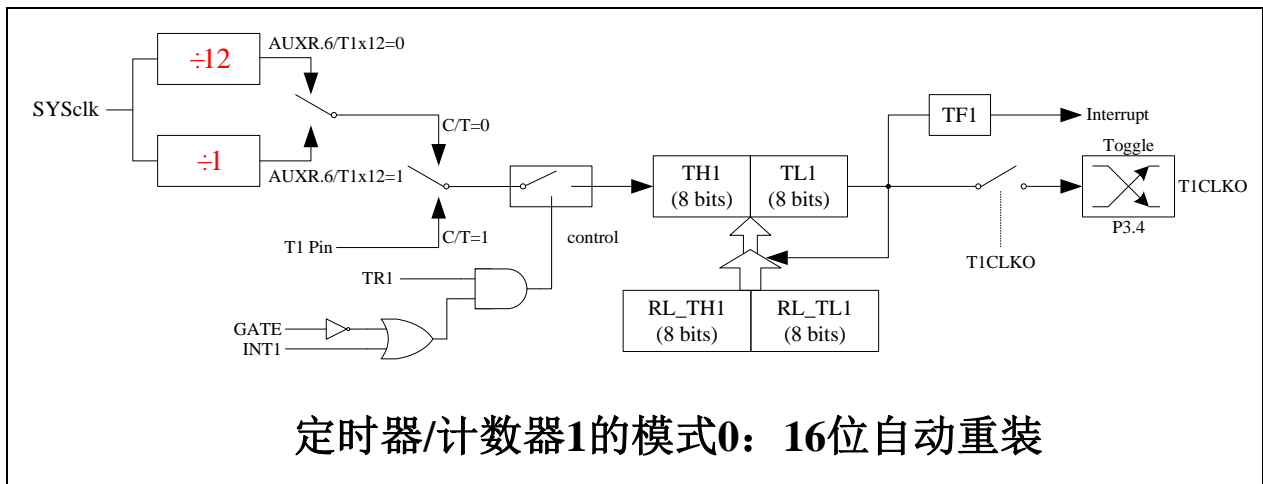 ÷12
AUXR.6/T1x12=0
SYSclk
÷1
AUXR.6/T1x12=1
C/T=0
T1 Pin
C/T=1
control
TR1
GATE
INT1
TH1
(8 bits)
TL1
(8 bits)
RL_TH1
(8 bits)
RL_TL1
(8 bits)
TF1
Interrupt
Toggle
T1CLKO
P3.4
T1CLKO
定时器/计数器1的模式0：16位自动重装